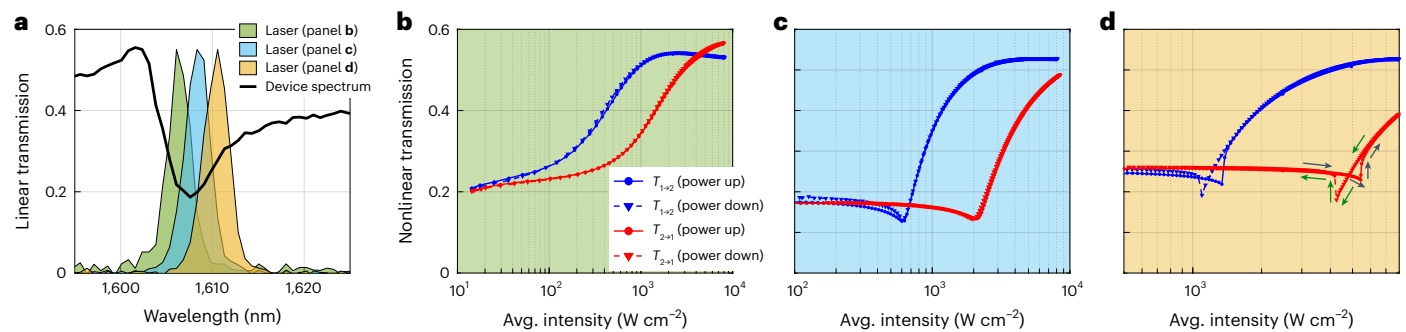 a
Linear transmission
0.6
0.4
0.2
0
1,600
1,610
1,620
Wavelength (nm)
Laser (panel b)
Laser (panel c)
Laser (panel d)
Device spectrum
b
Nonlinear transmission
0.6
0.4
0.2
0
10¹
10²
10³
10⁴
Avg. intensity (W cm⁻²)
T₁→₂ (power up)
T₁→₂ (power down)
T₂→₁ (power up)
T₂→₁ (power down)
c
10²
10³
10⁴
Avg. intensity (W cm⁻²)
d
10³
Avg. intensity (W cm⁻²)